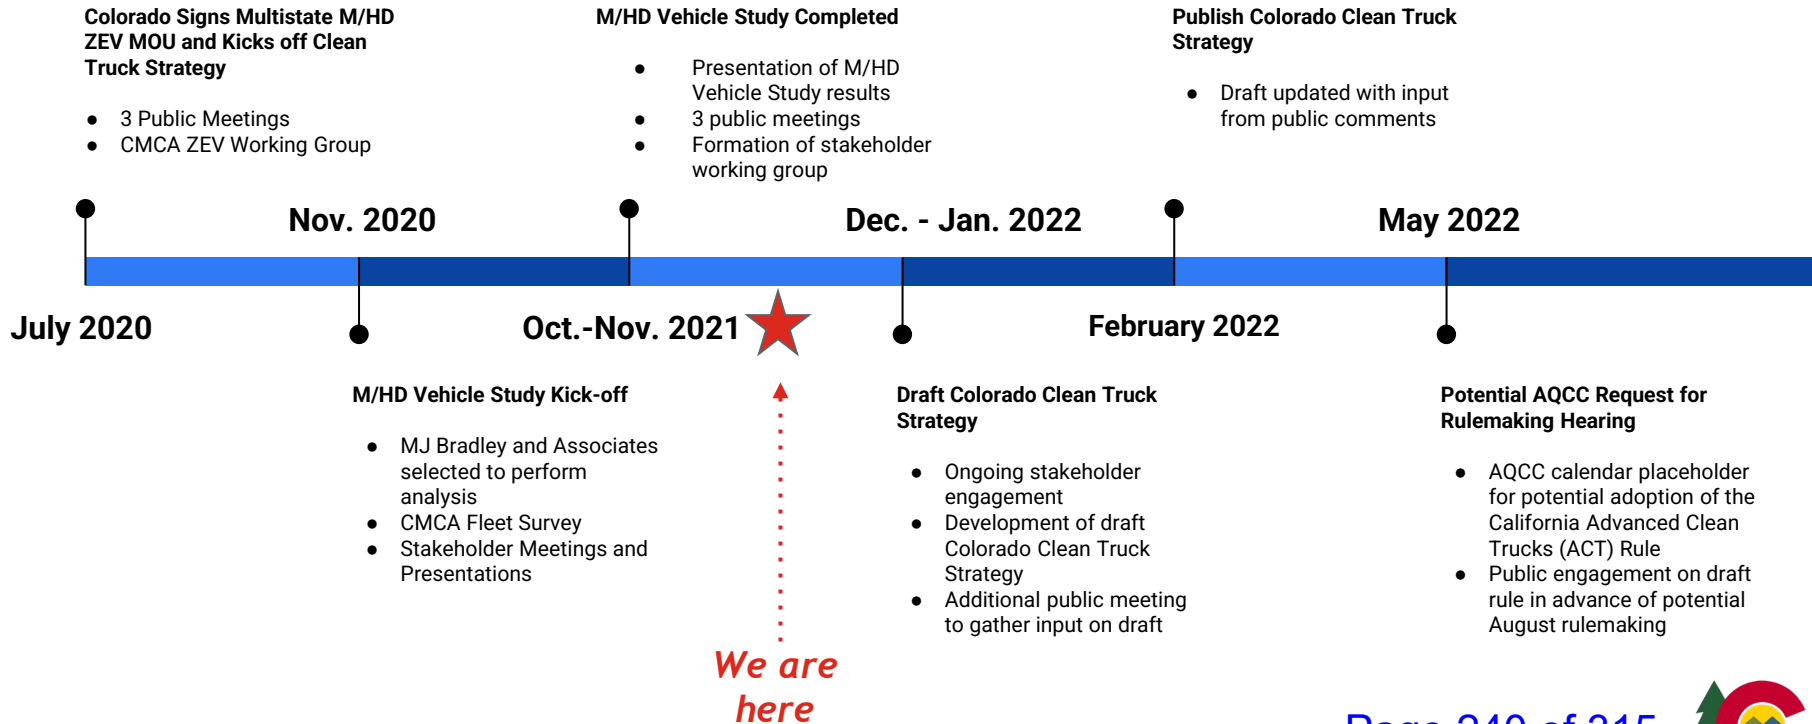 Colorado Signs Multistate M/HD
ZEV MOU and Kicks off Clean
Truck Strategy
● 3 Public Meetings
● CMCA ZEV Working Group
M/HD Vehicle Study Completed
● Presentation of M/HD
Vehicle Study results
● 3 public meetings
● Formation of stakeholder
working group
Publish Colorado Clean Truck
Strategy
● Draft updated with input
from public comments
Nov. 2020
Dec. - Jan. 2022
May 2022
July 2020
Oct.-Nov. 2021
February 2022
M/HD Vehicle Study Kick-off
● MJ Bradley and Associates
selected to perform
analysis
● CMCA Fleet Survey
● Stakeholder Meetings and
Presentations
Draft Colorado Clean Truck
Strategy
● Ongoing stakeholder
engagement
● Development of draft
Colorado Clean Truck
Strategy
● Additional public meeting
to gather input on draft
Potential AQCC Request for
Rulemaking Hearing
● AQCC calendar placeholder
for potential adoption of the
California Advanced Clean
Trucks (ACT) Rule
● Public engagement on draft
rule in advance of potential
August rulemaking
We are
here
Page 240 of 315